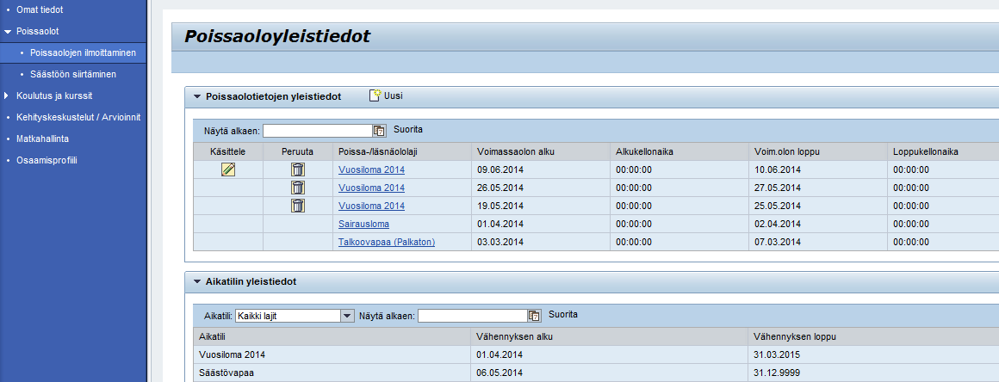 Omat tiedot
Poissaolot
Poissaolojen ilmoittaminen
Säästöön siirtäminen
Koulutus ja kurssit
Kehityskeskustelut / Arvioinnit
Matkahallinta
Osaamisprofiili
Poissaoloyleistiedot
Poissaolotietojen yleistiedot Uusi
Näytä alkaen: Suorita
Käsittele Peruuta Poissa-/läsnäololaji Voimassaolon alku Alkukellonaika Voim.olon loppu Loppukellonaika
Vuosiloma 2014 09.06.2014 00:00:00 10.06.2014 00:00:00
Vuosiloma 2014 26.05.2014 00:00:00 27.05.2014 00:00:00
Vuosiloma 2014 19.05.2014 00:00:00 25.05.2014 00:00:00
Sairausloma 01.04.2014 00:00:00 02.04.2014 00:00:00
Talkoovapaa (Palkaton) 03.03.2014 00:00:00 07.03.2014 00:00:00
Aikatilin yleistiedot
Aikatili: Kaikki lajit Näytä alkaen: Suorita
Aikatili Vähennyksen alku Vähennyksen loppu
Vuosiloma 2014 01.04.2014 31.03.2015
Säästövapaa 06.05.2014 31.12.9999